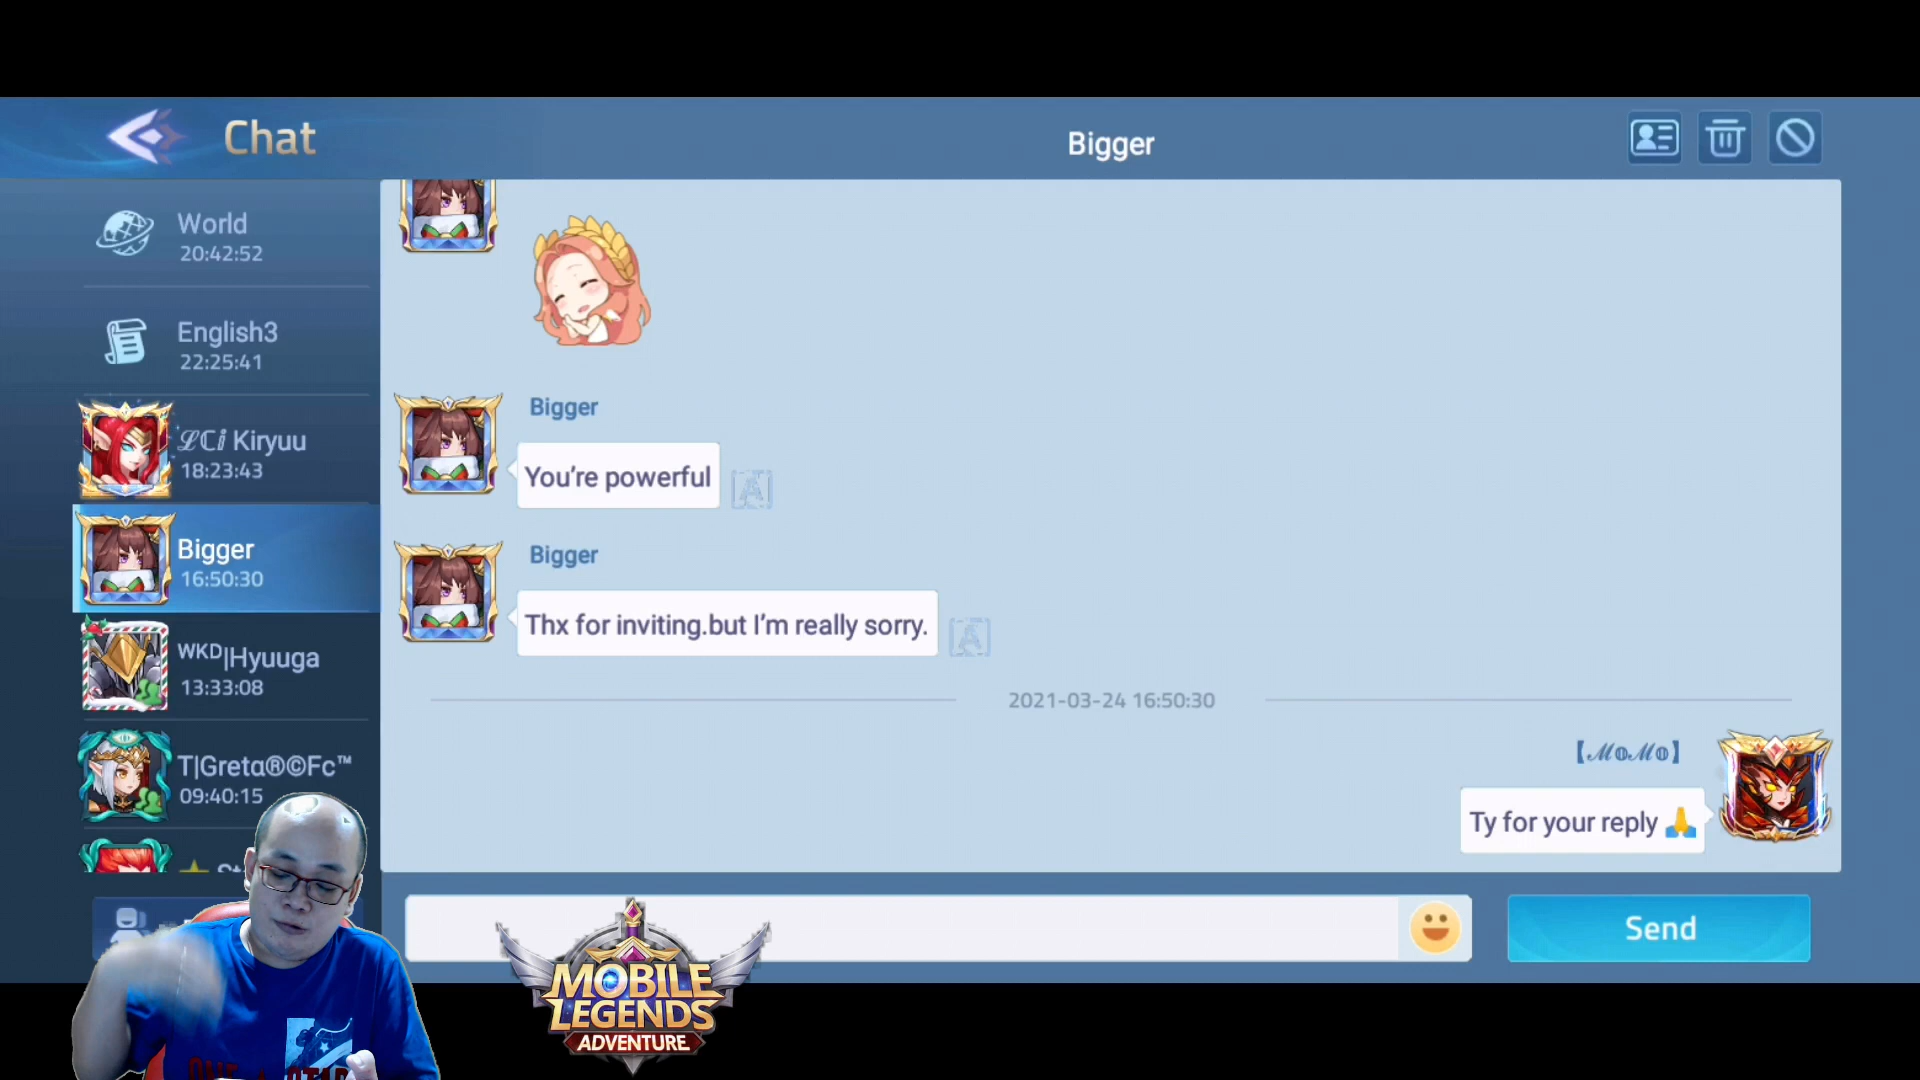 Chat
Bigger
World
20:42:52
English3
22:25:41
ℒℂ𝒊 Kiryuu
18:23:43
Bigger
16:50:30
ᵂᴷᴰ|Hyuuga
13:33:08
T|Gretα®©Fc™
09:40:15
Bigger
You're powerful
Bigger
Thx for inviting.but I'm really sorry.
2021-03-24 16:50:30
【ℳ𝕠ℳ𝕠】
Ty for your reply 🙏
Send
MOBILE
LEGENDS
ADVENTURE